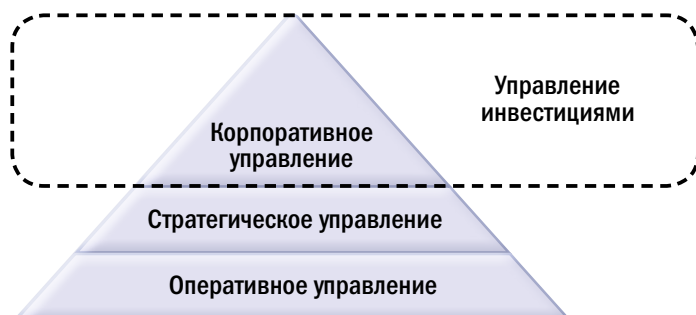 Управление
инвестициями
Корпоративное
управление
Стратегическое управление
Оперативное управление